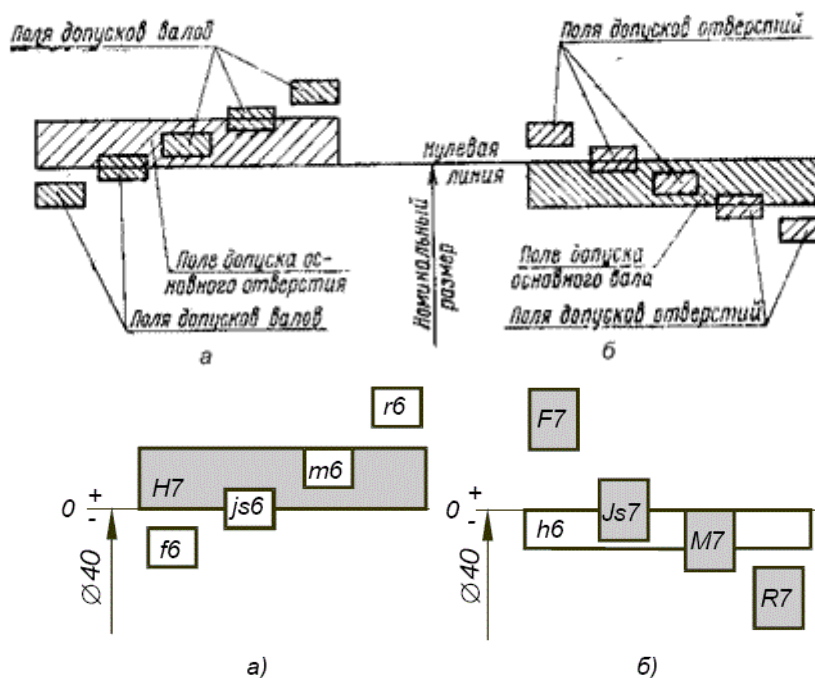 Поля допусков валов
Поле допуска ос-
новного отверстия
Поля допусков валов
а
Нулевая
линия
Номинальный
размер
Поля допусков отверстий
Поле допуска
основного вала
Поля допусков отверстий
б
r6
H7
m6
js6
0
+
-
f6
Ø40
а)
F7
0
+
-
h6
Js7
M7
R7
Ø40
б)